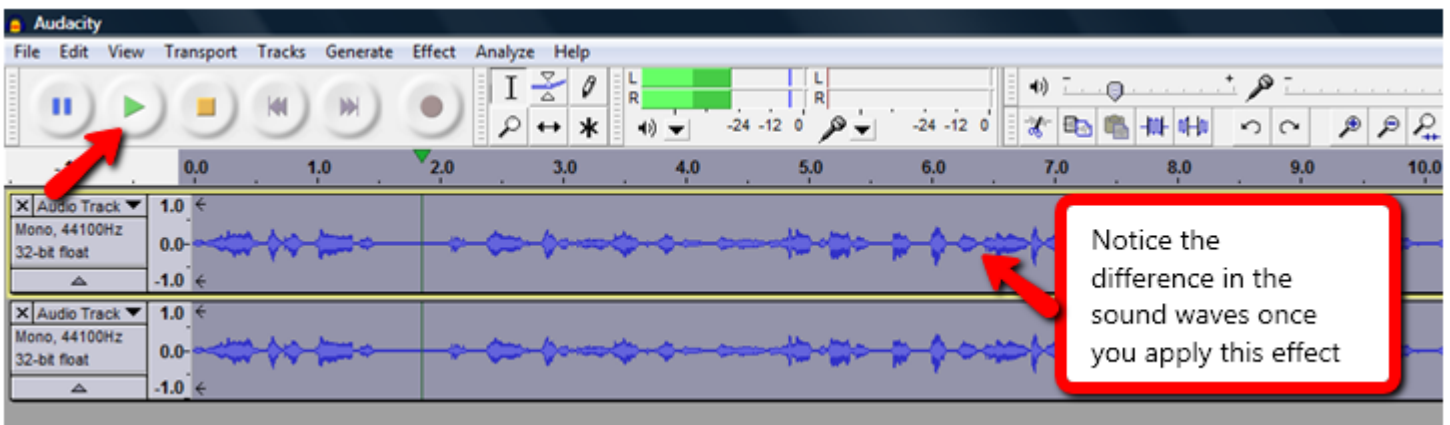 Audacity
File Edit View Transport Tracks Generate Effect Analyze Help
L
R
-24 -12 0
L
R
-24 -12 0
0.0 1.0 2.0 3.0 4.0 5.0 6.0 7.0 8.0 9.0 10.0
X Audio Track
Mono, 44100Hz
32-bit float
1.0
0.0
-1.0
X Audio Track
Mono, 44100Hz
32-bit float
1.0
0.0
-1.0
Notice the
difference in the
sound waves once
you apply this effect